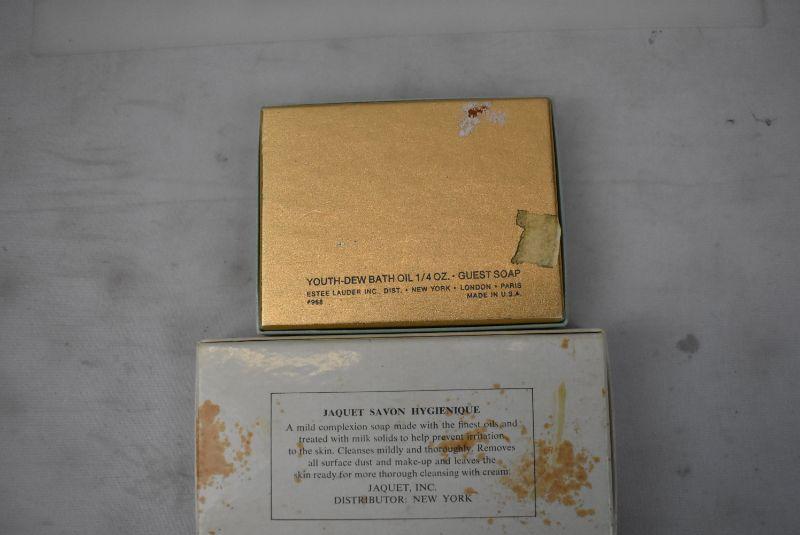 YOUTH-DEW BATH OIL 1/4 OZ. · GUEST SOAP
ESTEE LAUDER INC., DIST. · NEW YORK · LONDON · PARIS
#968 MADE IN U.S.A.
JAQUET SAVON HYGIENIQUE
A mild complexion soap made with the finest oils and
treated with milk solids to help prevent irritation
to the skin. Cleanses mildly and thoroughly. Removes
all surface dust and make-up and leaves the
skin ready for more thorough cleansing with cream.
JAQUET, INC.
DISTRIBUTOR: NEW YORK